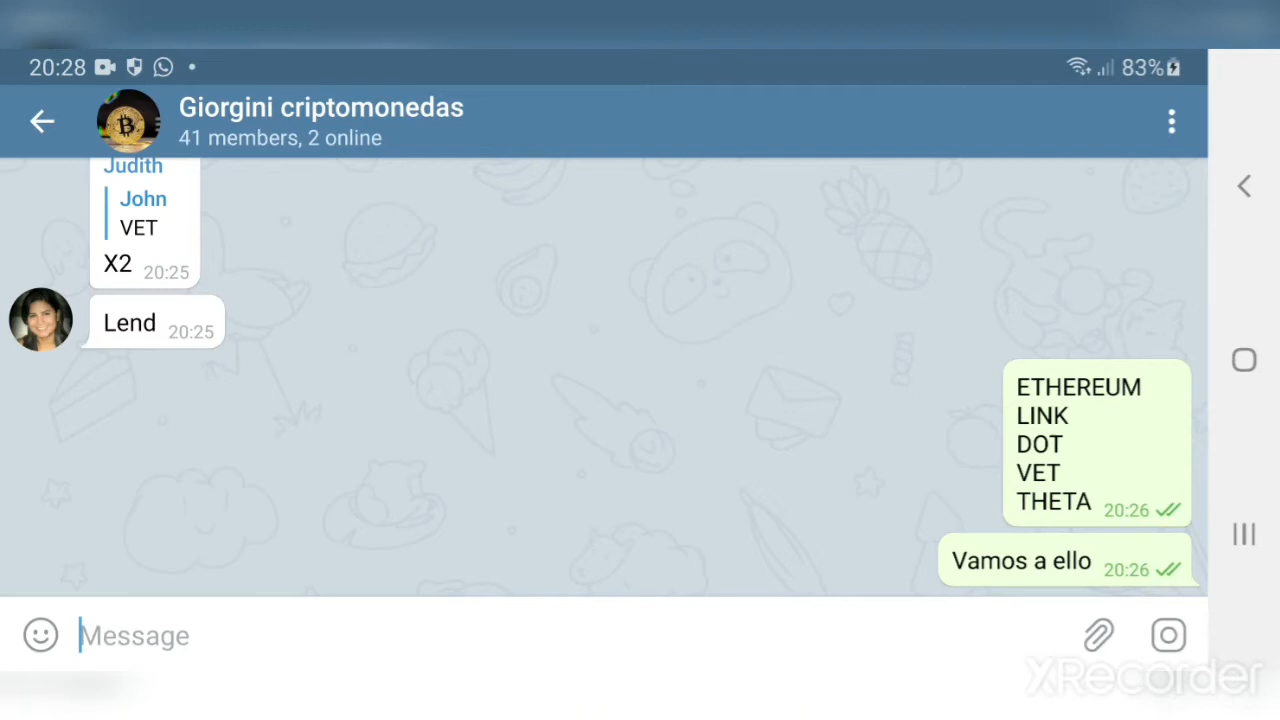 20:28
83%
Giorgini criptomonedas
41 members, 2 online
Judith
John
VET
X2 20:25
Lend 20:25
ETHEREUM
LINK
DOT
VET
THETA 20:26
Vamos a ello 20:26
Message
XRecorder